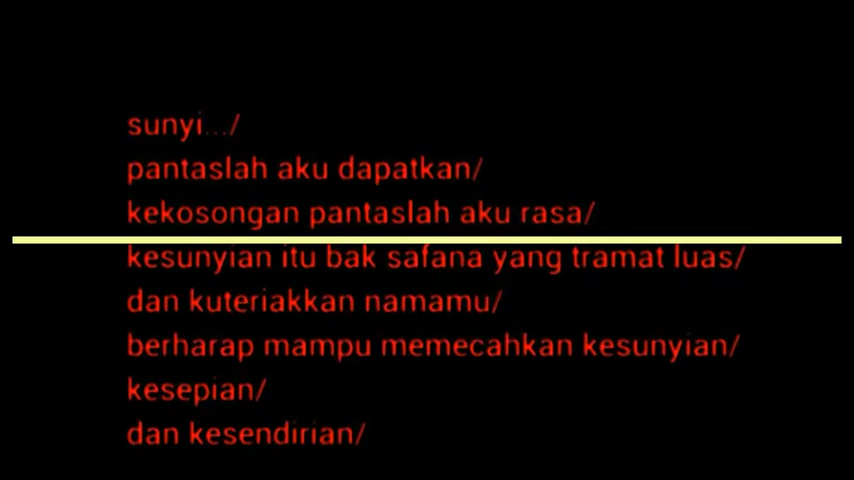 sunyi.../
pantaslah aku dapatkan/
kekosongan pantaslah aku rasa/
kesunyian itu bak safana yang tramat luas/
dan kuteriakkan namamu/
berharap mampu memecahkan kesunyian/
kesepian/
dan kesendirian/